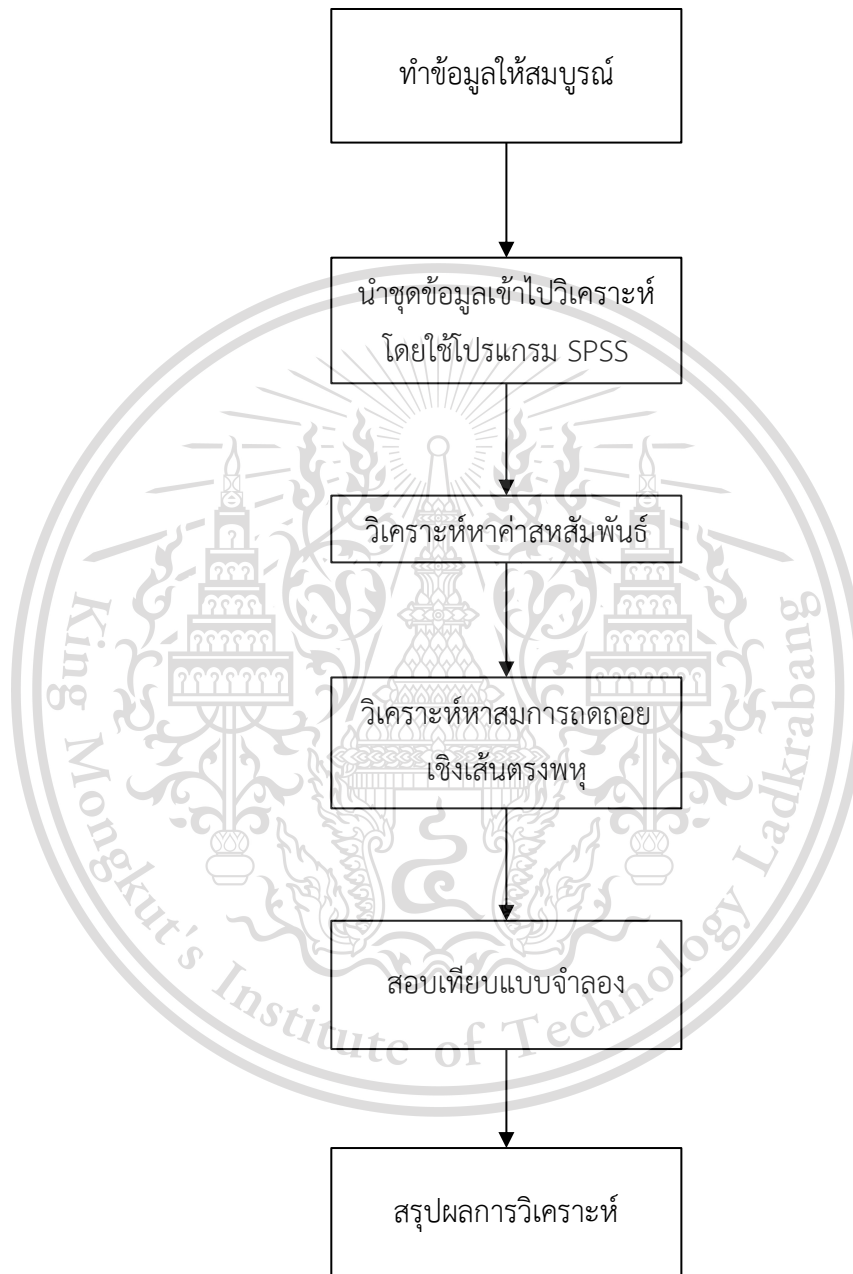 ทำข้อมูลให้สมบูรณ์
นำชุดข้อมูลเข้าไปวิเคราะห์
โดยใช้โปรแกรม SPSS
วิเคราะห์หาค่าสหสัมพันธ์
วิเคราะห์หาสมการถดถอย
เชิงเส้นตรงพหุ
สอบเทียบแบบจำลอง
สรุปผลการวิเคราะห์
King Mongkut's Institute of Technology Ladkrabang